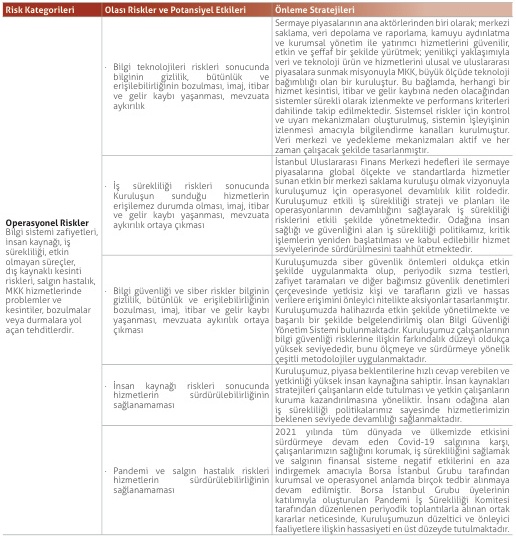 Risk Kategorileri
Olası Riskler ve Potansiyel Etkileri
Önleme Stratejileri
Operasyonel Riskler
Bilgi sistemi zafiyetleri,
insan kaynağı, iş
sürekliliği, etkin
olmayan süreçler,
dış kaynaklı kesinti
riskleri, salgın hastalık,
MKK hizmetlerinde
problemler ve
kesintiler, bozulmalar
veya durmalara yol
açan tehditlerdir.
· Bilgi teknolojileri riskleri sonucunda
bilginin gizlilik, bütünlük ve
erişilebilirliğinin bozulması, imaj, itibar
ve gelir kaybı yaşanması, mevzuata
aykırılık
Sermaye piyasalarının ana aktörlerinden biri olarak; merkezi
saklama, veri depolama ve raporlama, kamuyu aydınlatma
ve kurumsal yönetim ile yatırımcı hizmetlerini güvenilir,
etkin ve şeffaf bir şekilde yürütmek; yenilikçi yaklaşımıyla
veri ve teknoloji ürün ve hizmetlerini ulusal ve uluslararası
piyasalara sunmak misyonuyla MKK, büyük ölçüde teknoloji
bağımlılığı olan bir kuruluştur. Bu bağlamda, herhangi bir
hizmet kesintisi, itibar ve gelir kaybına neden olacağından
sistemler sürekli olarak izlenmekte ve performans kriterleri
dahilinde takip edilmektedir. Sistemsel riskler için kontrol
ve uyarı mekanizmaları oluşturulmuş, sistemin işleyişinin
izlenmesi amacıyla bilgilendirme kanalları kurulmuştur.
Veri merkezi ve yedekleme mekanizmaları aktif ve her
zaman çalışacak şekilde tasarlanmıştır.
· İş sürekliliği riskleri sonucunda
Kuruluşun sunduğu hizmetlerin
erişilemez durumda olması, imaj, itibar
ve gelir kaybı yaşanması, mevzuata
aykırılık ortaya çıkması
İstanbul Uluslararası Finans Merkezi hedefleri ile sermaye
piyasalarına global ölçekte ve standartlarda hizmetler
sunan etkin bir merkezi saklama kuruluşu olmak vizyonuyla
kuruluşumuz için operasyonel devamlılık kilit roldedir.
Kuruluşumuz etkili iş sürekliliği strateji ve planları ile
operasyonlarının devamlılığını sağlayarak iş sürekliliği
risklerini etkili şekilde yönetmektedir. Odağına insan
sağlığı ve güvenliğini alan iş sürekliliği politikamız, kritik
işlemlerin yeniden başlatılması ve kabul edilebilir hizmet
seviyelerinde sürdürülmesini taahhüt etmektedir.
· Bilgi güvenliği ve siber riskler bilginin
gizlilik, bütünlük ve erişilebilirliğinin
bozulması, imaj, itibar ve gelir kaybı
yaşanması, mevzuata aykırılık ortaya
çıkması
Kuruluşumuzda siber güvenlik önlemleri oldukça etkin
şekilde uygulanmakta olup, periyodik sızma testleri,
zafiyet taramaları ve diğer bağımsız güvenlik denetimleri
çerçevesinde yetkisiz kişi ve tarafların gizli ve hassas
verilere erişimini önleyici nitelikte aksiyonlar tasarlanmıştır.
Kuruluşumuzda halihazırda etkin şekilde yönetilmekte ve
başarılı bir şekilde belgelendirilmiş olan Bilgi Güvenliği
Yönetim Sistemi bulunmaktadır. Kuruluşumuz çalışanlarının
bilgi güvenliği risklerine ilişkin farkındalık düzeyi oldukça
yüksek seviyededir, bunu ölçmeye ve sürdürmeye yönelik
çeşitli metodolojiler uygulanmaktadır.
· İnsan kaynağı riskleri sonucunda
hizmetlerin sürdürülebilirliğinin
sağlanamaması
Kuruluşumuz, piyasa beklentilerine hızlı cevap verebilen ve
yetkinliği yüksek insan kaynağına sahiptir. İnsan kaynakları
stratejileri çalışanların elde tutulması ve yetkin çalışanların
kuruma kazandırılmasına yöneliktir. İnsanı odağına alan
iş sürekliliği politikalarımız sayesinde hizmetlerimizin
beklenen seviyede devamlılığı sağlanmaktadır.
· Pandemi ve salgın hastalık riskleri
hizmetlerin sürdürülebilirliğinin
sağlanamaması
2021 yılında tüm dünyada ve ülkemizde etkisini
sürdürmeye devam eden Covid-19 salgınına karşı,
çalışanlarımızın sağlığını korumak, iş sürekliliğini sağlamak
ve salgının finansal sisteme negatif etkilerini en aza
indirgemek amacıyla Borsa İstanbul Grubu tarafından
kurumsal ve operasyonel anlamda birçok tedbir alınmaya
devam edilmiştir. Borsa İstanbul Grubu üyelerinin
katılımıyla oluşturulan Pandemi İş Sürekliliği Komitesi
tarafından düzenlenen periyodik toplantılarla alınan ortak
kararlar neticesinde, Kuruluşumuzun düzeltici ve önleyici
faaliyetlere ilişkin hassasiyeti en üst düzeyde tutulmaktadır.